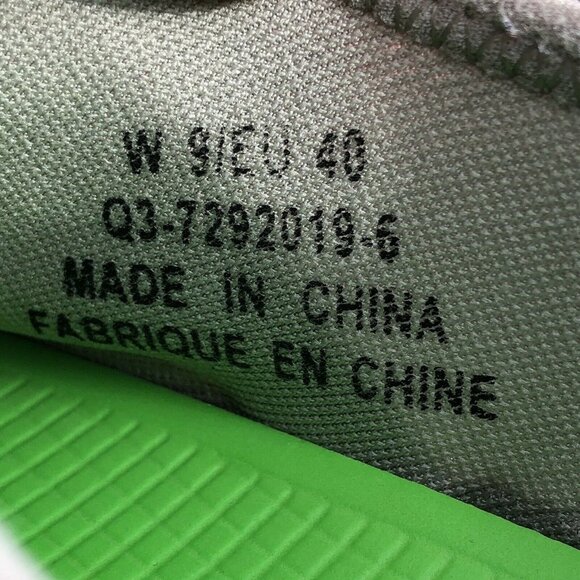 W 9/EU 40
Q3-7292019-6
MADE IN CHINA
FABRIQUE EN CHINE